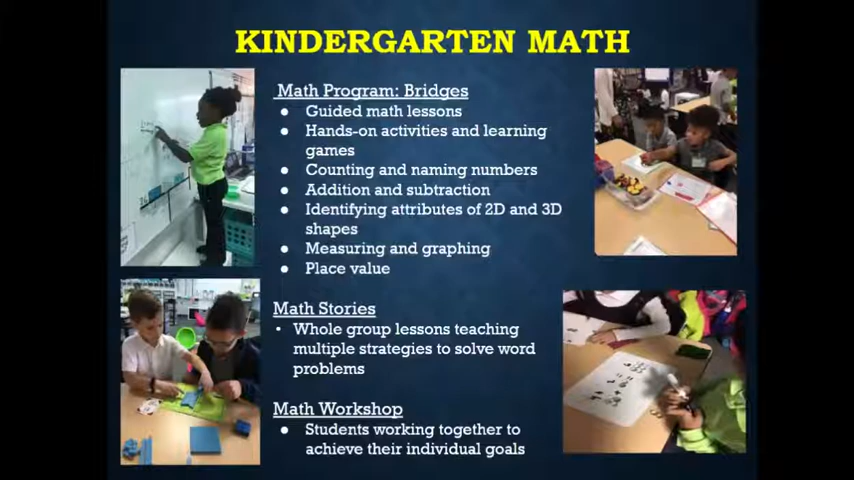 KINDERGARTEN MATH
Math Program: Bridges
● Guided math lessons
● Hands-on activities and learning
games
● Counting and naming numbers
● Addition and subtraction
● Identifying attributes of 2D and 3D
shapes
● Measuring and graphing
● Place value
Math Stories
• Whole group lessons teaching
multiple strategies to solve word
problems
Math Workshop
● Students working together to
achieve their individual goals